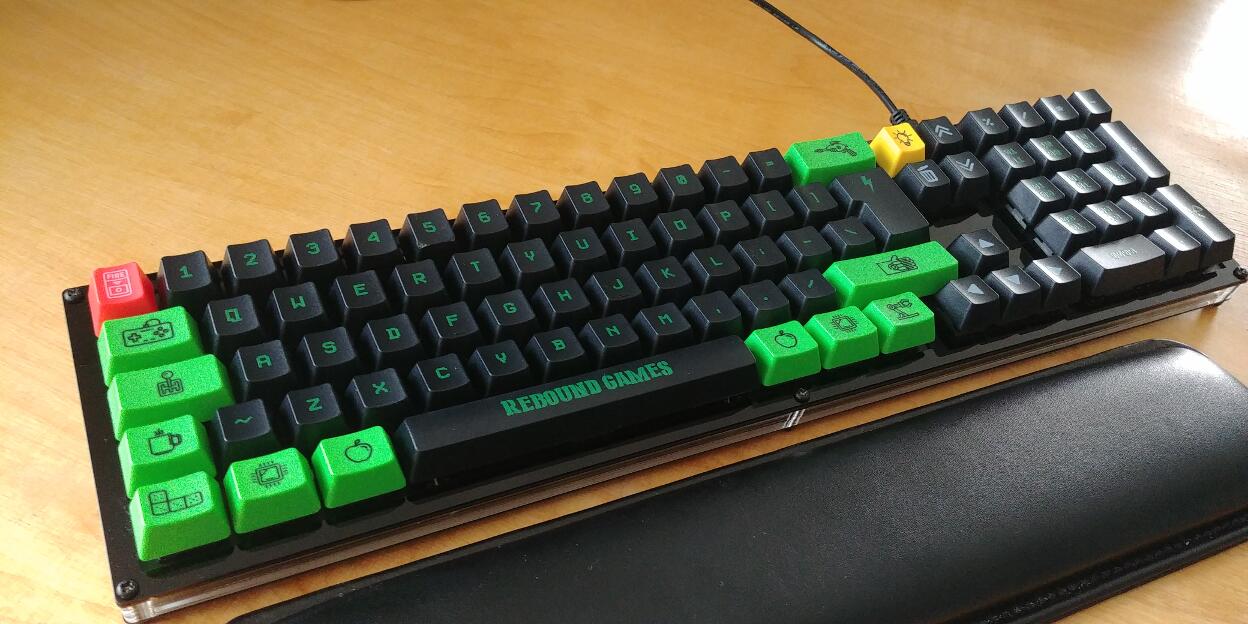 FIRE
1 2 3 4 5 6 7 8 9 0 - =
Q W E R T Y U I O P [ ]
A S D F G H J K L ; \
~ Z X C V B N M , . /
REBOUND GAMES